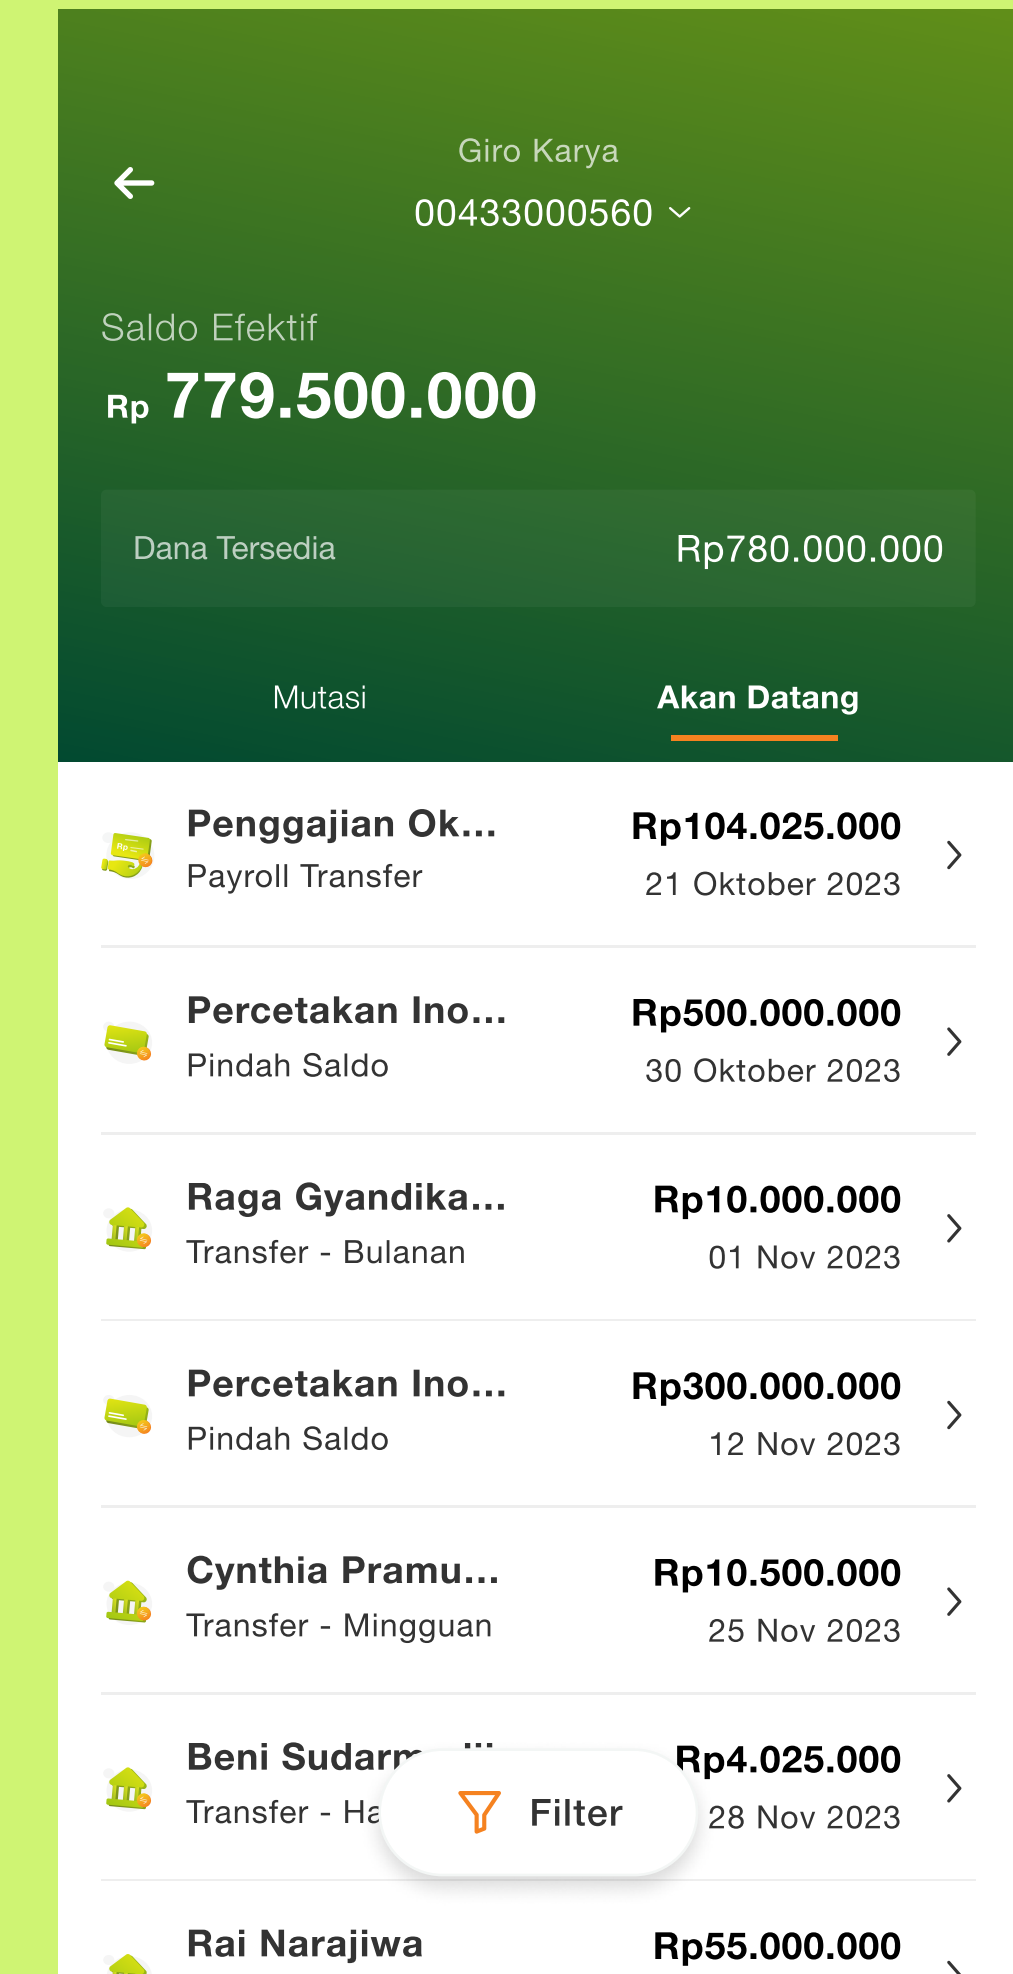 Giro Karya
00433000560
Saldo Efektif
Rp 779.500.000
Dana Tersedia Rp780.000.000
Mutasi Akan Datang
Penggajian Ok... Rp104.025.000
Payroll Transfer 21 Oktober 2023
Percetakan Ino... Rp500.000.000
Pindah Saldo 30 Oktober 2023
Raga Gyandika... Rp10.000.000
Transfer - Bulanan 01 Nov 2023
Percetakan Ino... Rp300.000.000
Pindah Saldo 12 Nov 2023
Cynthia Pramu... Rp10.500.000
Transfer - Mingguan 25 Nov 2023
Beni Rp4.025.000
Transfer - 28 Nov 2023
Filter
Rai Narajiwa Rp55.000.000